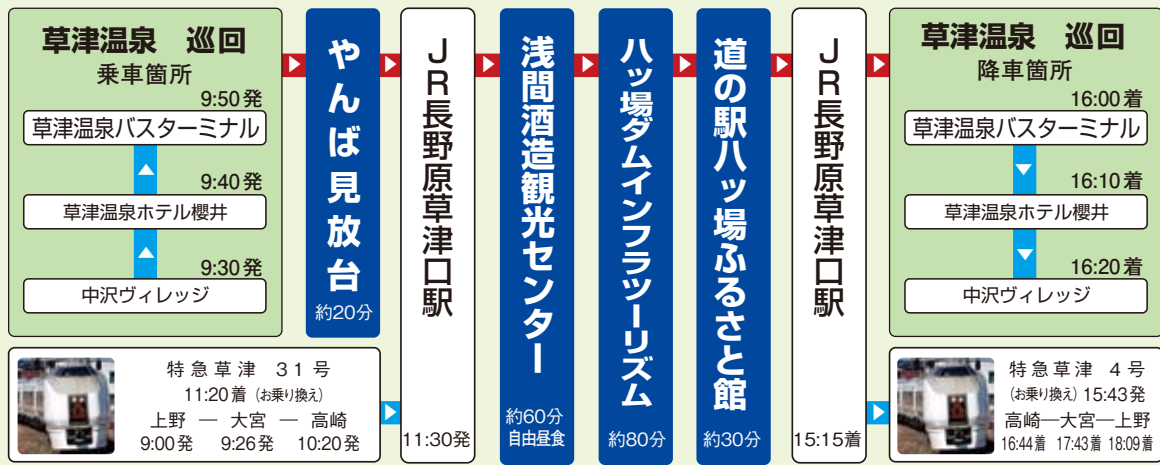 草津温泉　巡回
乗車箇所
9:50発
草津温泉バスターミナル
9:40発
草津温泉ホテル櫻井
9:30発
中沢ヴィレッジ
やんば見放台
約20分
JR長野原草津口駅
11:30発
浅間酒造観光センター
約60分
自由昼食
八ッ場ダムインフラツーリズム
約80分
道の駅八ッ場ふるさと館
約30分
JR長野原草津口駅
15:15着
草津温泉　巡回
降車箇所
16:00着
草津温泉バスターミナル
16:10着
草津温泉ホテル櫻井
16:20着
中沢ヴィレッジ
特急草津 31号
11:20着(お乗り換え)
上野 ― 大宮 ― 高崎
9:00発 9:26発 10:20発
特急草津 4号
(お乗り換え)15:43発
高崎―大宮―上野
16:44着 17:43着 18:09着